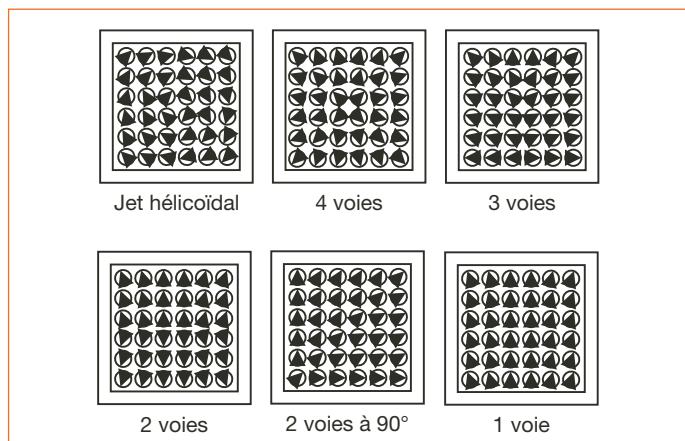 Jet hélicoïdal
4 voies
3 voies
2 voies
2 voies à 90°
1 voie